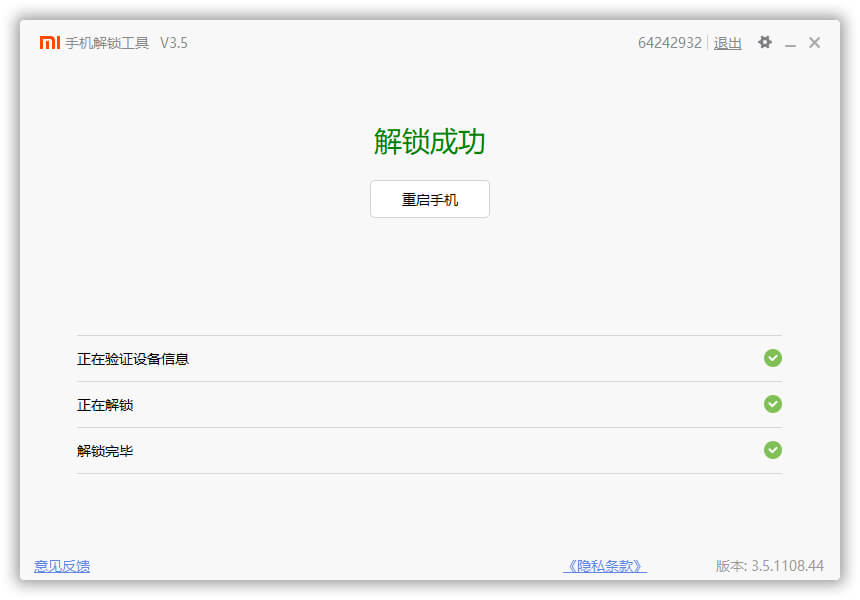 手机解锁工具 V3.5 64242932 退出
解锁成功
重启手机
正在验证设备信息
正在解锁
解锁完毕
意见反馈 《隐私条款》 版本: 3.5.1108.44